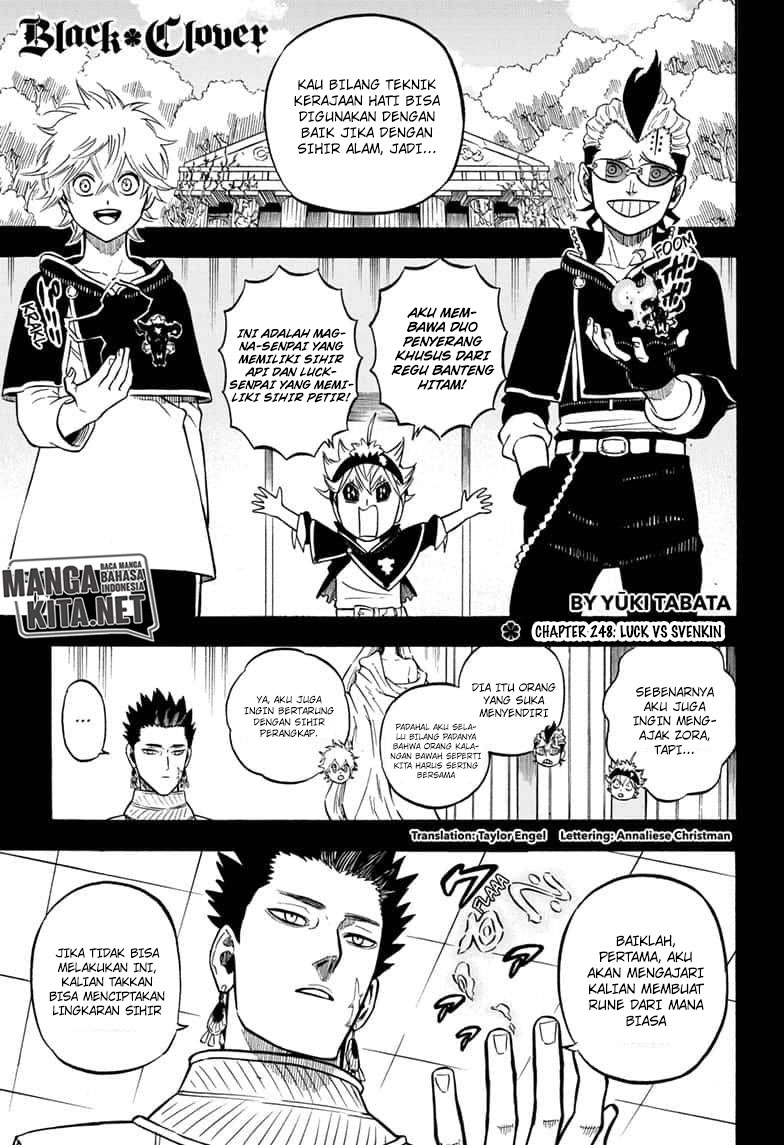 Black Clover
KAU BILANG TEKNIK
KERAJAAN HATI BISA
DIGUNAKAN DENGAN
BAIK JIKA DENGAN
SIHIR ALAM, JADI...
FOOM
KRAKL
AKU MEM-
BAWA DUO
PENYERANG
KHUSUS DARI
REGU BANTENG
HITAM!
INI ADALAH MAG-
NA-SENPAI YANG
MEMILIKI SIHIR
API DAN LUCK-
SENPAI YANG MEMI-
LIKI SIHIR PETIR!
MANGA
KITA.NET
BACA MANGA
BAHASA
INDONESIA
BY YŪKI TABATA
CHAPTER 248: LUCK VS SVENKIN
SEBENARNYA
AKU JUGA
INGIN MENG-
AJAK ZORA,
TAPI...
DIA ITU ORANG
YANG SUKA
MENYENDIRI
PADAHAL AKU SELA-
LU BILANG PADANYA
BAHWA ORANG KALA-
NGAN BAWAH SEPERTI
KITA HARUS SERING
BERSAMA
YA, AKU JUGA
INGIN BERTARUNG
DENGAN SIHIR
PERANGKAP.
...
Translation: Taylor Engel Lettering: Annaliese Christman
FLAAA
BAIKLAH,
PERTAMA, AKU
AKAN MENGAJARI
KALIAN MEMBUAT
RUNE DARI MANA
BIASA
JIKA TIDAK BISA
MELAKUKAN INI,
KALIAN TAKKAN
BISA MENCIPTAKAN
LINGKARAN SIHIR